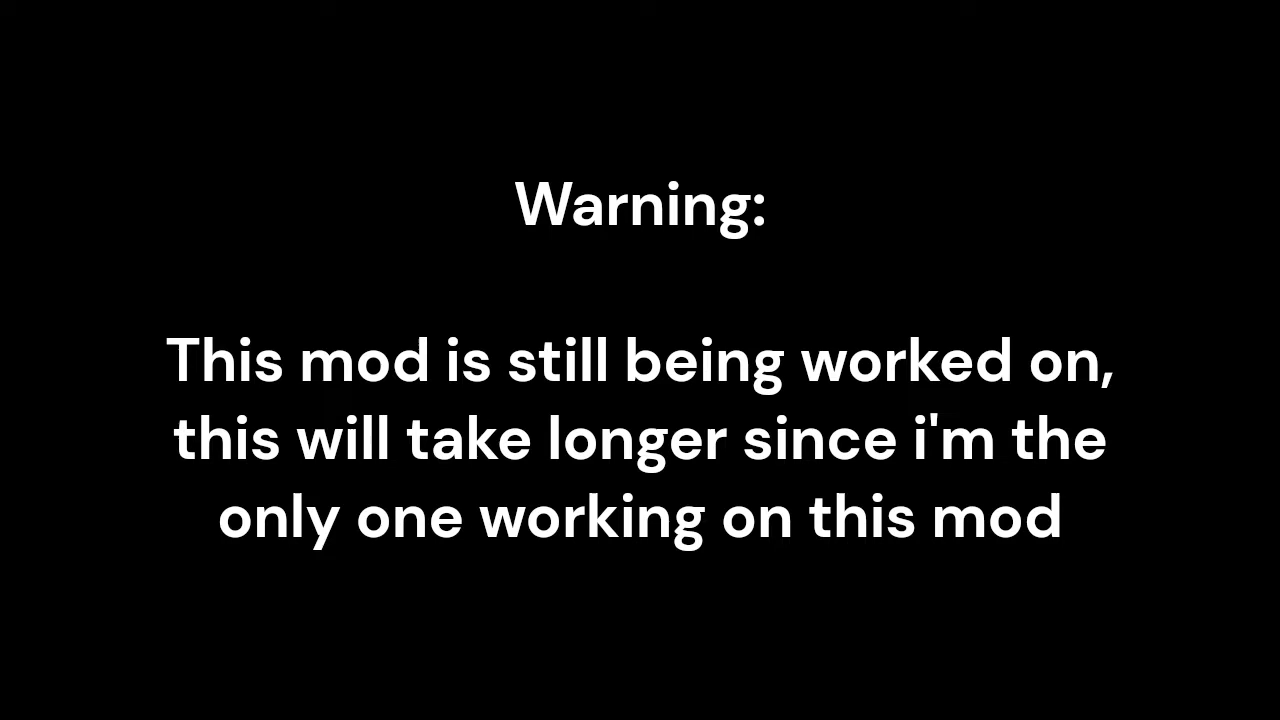 Warning:
This mod is still being worked on,
this will take longer since i'm the
only one working on this mod